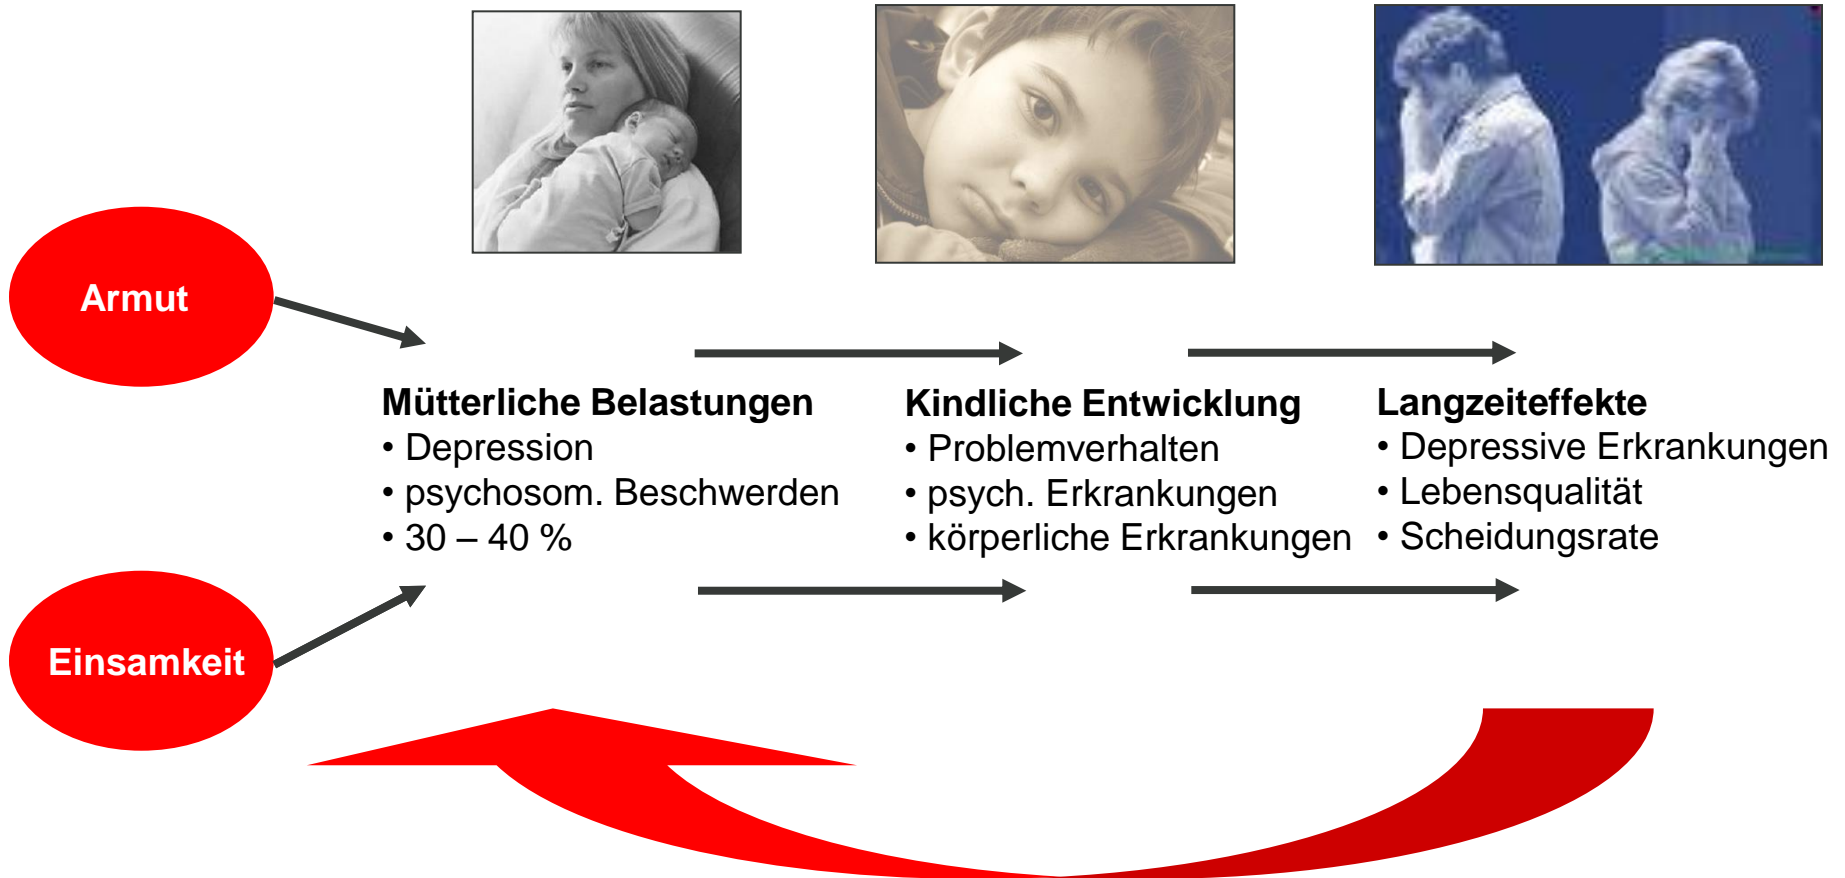 Armut
Einsamkeit
Mütterliche Belastungen
• Depression
• psychosom. Beschwerden
• 30 – 40 %
Kindliche Entwicklung
• Problemverhalten
• psych. Erkrankungen
• körperliche Erkrankungen
Langzeiteffekte
• Depressive Erkrankungen
• Lebensqualität
• Scheidungsrate